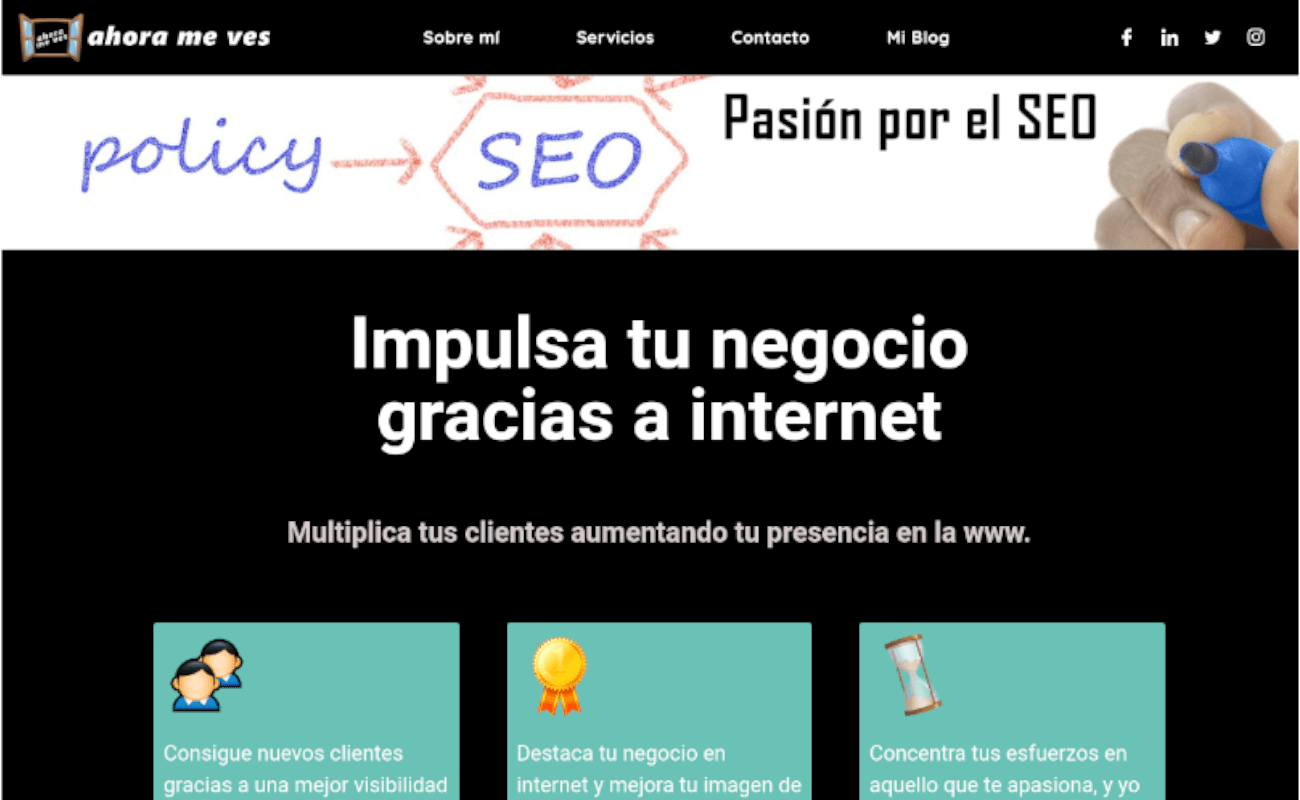 ahora me ves
ahora me ves
Sobre mí
Servicios
Contacto
Mi Blog
policy
SEO
Pasión por el SEO
Impulsa tu negocio
gracias a internet
Multiplica tus clientes aumentando tu presencia en la www.
Consigue nuevos clientes
gracias a una mejor visibilidad
Destaca tu negocio en
internet y mejora tu imagen de
Concentra tus esfuerzos en
aquello que te apasiona, y yo